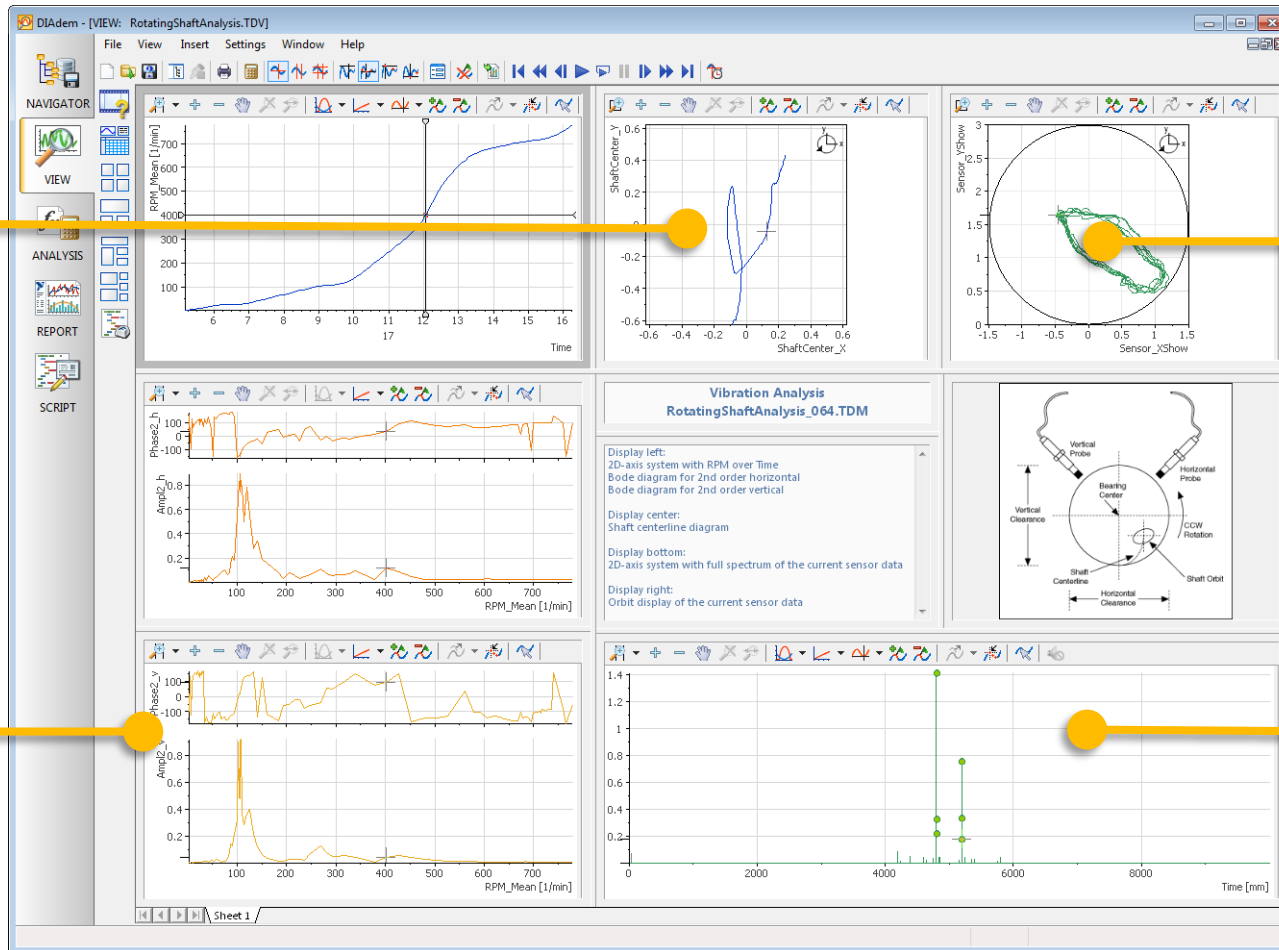 DIAdem - [VIEW:   RotatingShaftAnalysis.TDV]
File View Insert Settings Window Help
NAVIGATOR
VIEW
ANALYSIS
REPORT
SCRIPT
RPM_Mean [1/min]
700
600
500
400
300
200
100
6 7 8 9 10 11 12 13 14 15 16
17
Time
ShaftCenter_Y
0.6
0.4
0.2
0
-0.2
-0.4
-0.6
-0.6 -0.4 -0.2 0 0.2 0.4 0.6
ShaftCenter_X
y
x
Sensor_YShow
3
2.5
2
1.5
1
0.5
0
-1.5 -1 -0.5 0 0.5 1 1.5
Sensor_XShow
y
x
Phase2_h
100
0
-100
Ampl2_h
0.8
0.6
0.4
0.2
100 200 300 400 500 600 700
RPM_Mean [1/min]
Vibration Analysis
RotatingShaftAnalysis_064.TDM
Display left:
2D-axis system with RPM over Time
Bode diagram for 2nd order horizontal
Bode diagram for 2nd order vertical
Display center:
Shaft centerline diagram
Display bottom:
2D-axis system with full spectrum of the current sensor data
Display right:
Orbit display of the current sensor data
Vertical
Probe
Horizontal
Probe
Bearing
Center
Vertical
Clearance
CCW
Rotation
Shaft
Centerline
Shaft Orbit
Horizontal
Clearance
Phase2_v
100
0
-100
0.8
0.6
0.4
0.2
100 200 300 400 500 600 700
RPM_Mean [1/min]
1.4
1.2
1
0.8
0.6
0.4
0.2
0 2000 4000 6000 8000
Time [mm]
Sheet 1